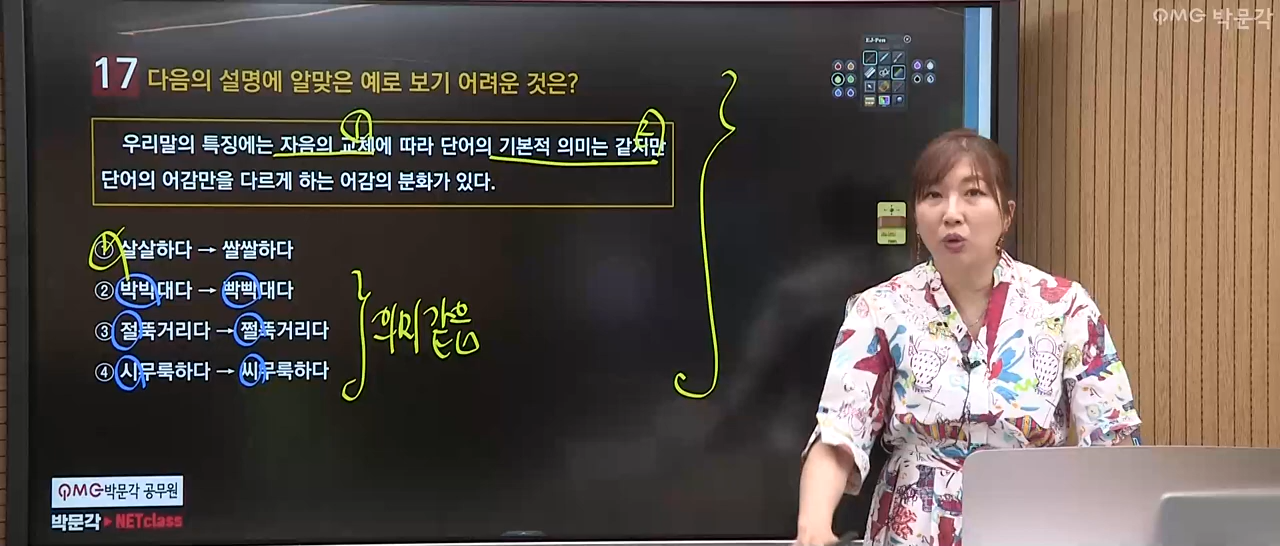 QMG 박문각
EJ-Pen
17 다음의 설명에 알맞은 예로 보기 어려운 것은?
① ②
우리말의 특징에는 자음의 교체에 따라 단어의 기본적 의미는 같지만
단어의 어감만을 다르게 하는 어감의 분화가 있다.
① 살살하다 → 쌀쌀하다
② 박박대다 → 빡빡대다
③ 절뚝거리다 → 쩔뚝거리다
④ 시무룩하다 → 씨무룩하다
의미 같음
QMG 박문각 공무원
박문각 ▶ NETclass